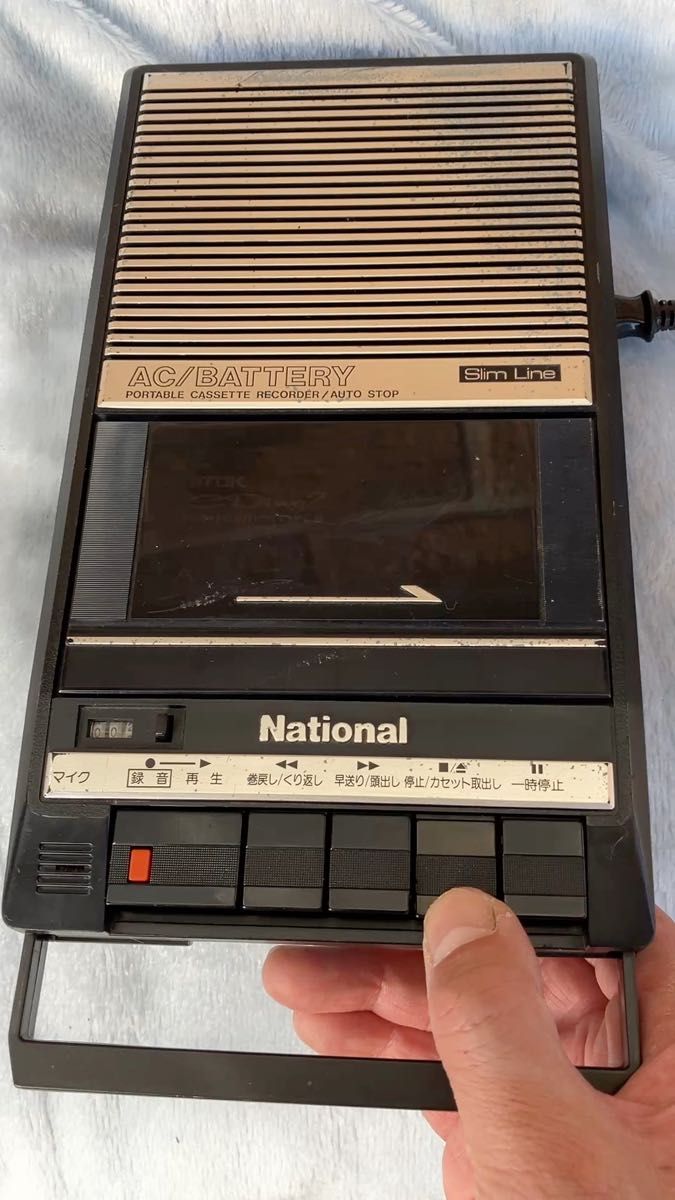 AC/BATTERY
Slim Line
PORTABLE CASSETTE RECORDER/AUTO STOP
TDK
National
マイク
録音 再生
巻戻し/くり返し
早送り/頭出し
停止/カセット取出し
一時停止